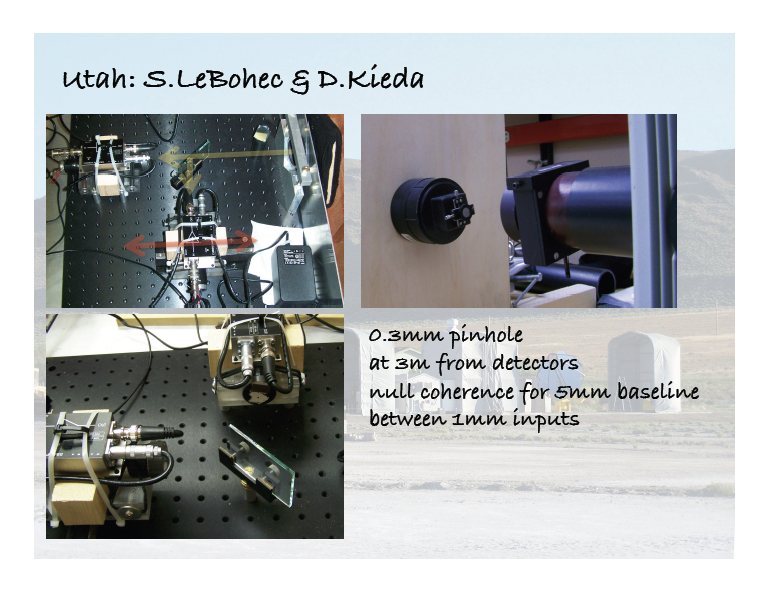 Utah: S.LeBohec & D.Kieda
0.3mm pinhole
at 3m from detectors
null coherence for 5mm baseline
between 1mm inputs